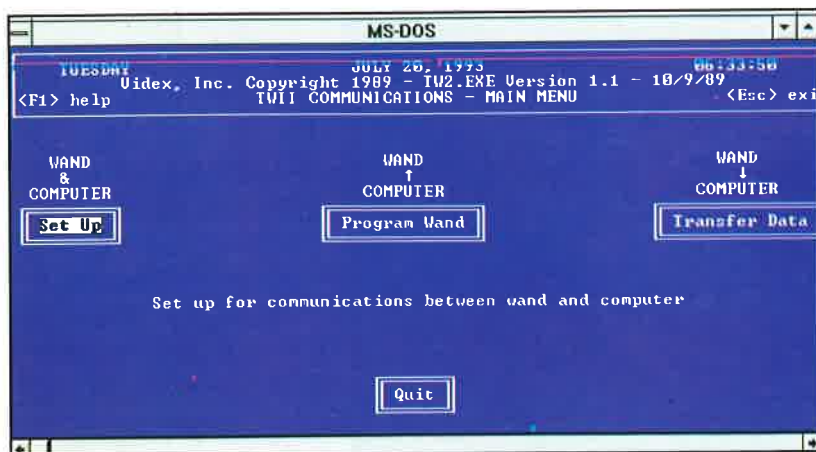 MS-DOS
TUESDAY JULY 20, 1993 06:33:50
Videx, Inc. Copyright 1989 - TW2.EXE Version 1.1 - 10/9/89
<F1> help TWII COMMUNICATIONS - MAIN MENU <Esc> exi
WAND WAND WAND
& ↑ ↓
COMPUTER COMPUTER COMPUTER
Set Up Program Wand Transfer Data
Set up for communications between wand and computer
Quit